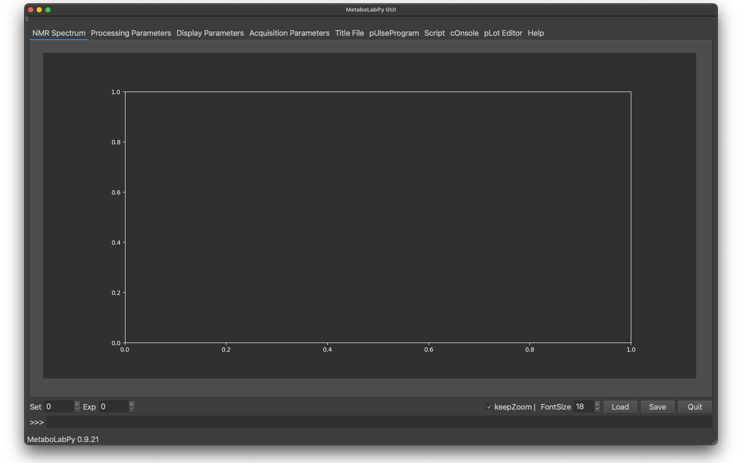 MetaboLabPy GUI
NMR Spectrum Processing Parameters Display Parameters Acquisition Parameters Title File pUlseProgram Script cOnsole pLot Editor Help
1.0
0.8
0.6
0.4
0.2
0.0
0.0 0.2 0.4 0.6 0.8 1.0
Set 0 Exp 0 keepZoom | FontSize 18 Load Save Quit
>>>
MetaboLabPy 0.9.21